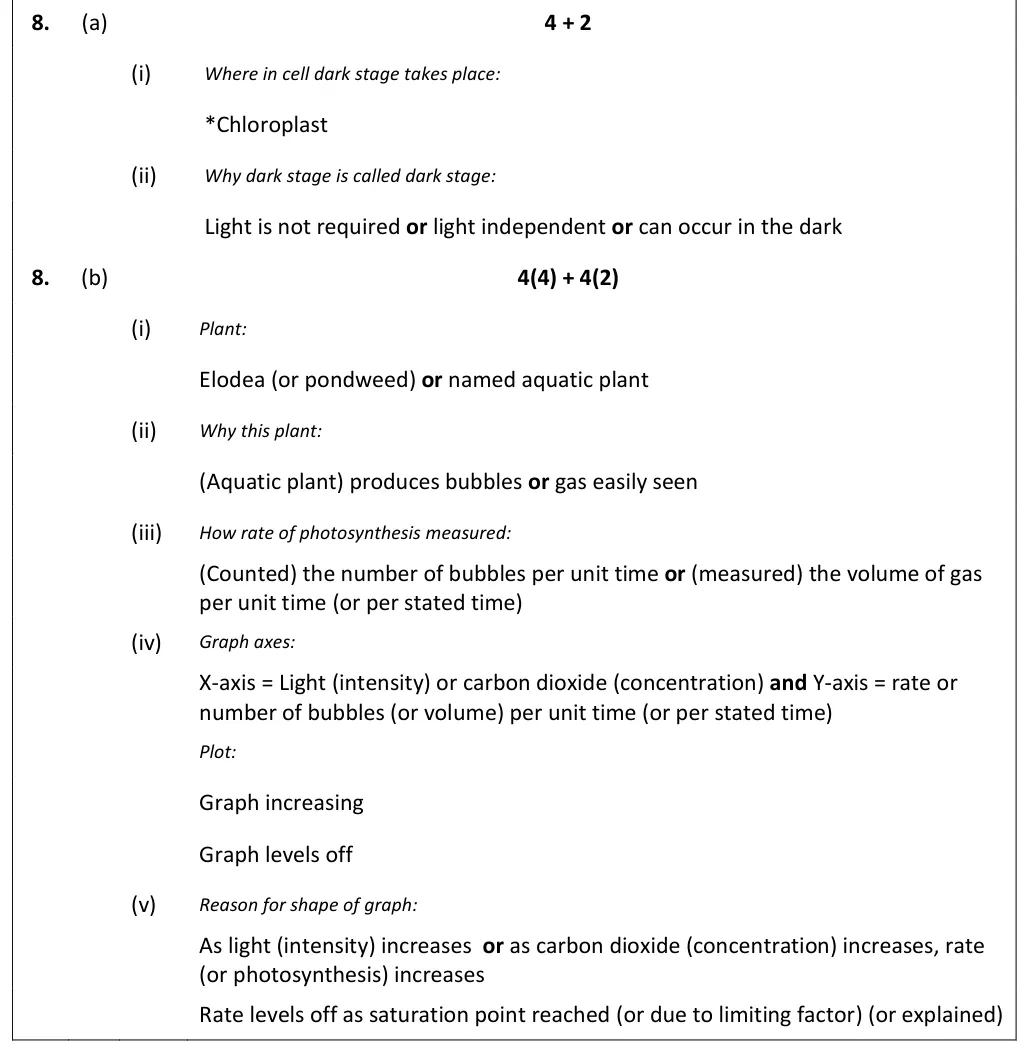 8. (a) 4 + 2
(i) Where in cell dark stage takes place:
*Chloroplast
(ii) Why dark stage is called dark stage:
Light is not required or light independent or can occur in the dark
8. (b) 4(4) + 4(2)
(i) Plant:
Elodea (or pondweed) or named aquatic plant
(ii) Why this plant:
(Aquatic plant) produces bubbles or gas easily seen
(iii) How rate of photosynthesis measured:
(Counted) the number of bubbles per unit time or (measured) the volume of gas
per unit time (or per stated time)
(iv) Graph axes:
X-axis = Light (intensity) or carbon dioxide (concentration) and Y-axis = rate or
number of bubbles (or volume) per unit time (or per stated time)
Plot:
Graph increasing
Graph levels off
(v) Reason for shape of graph:
As light (intensity) increases or as carbon dioxide (concentration) increases, rate
(or photosynthesis) increases
Rate levels off as saturation point reached (or due to limiting factor) (or explained)